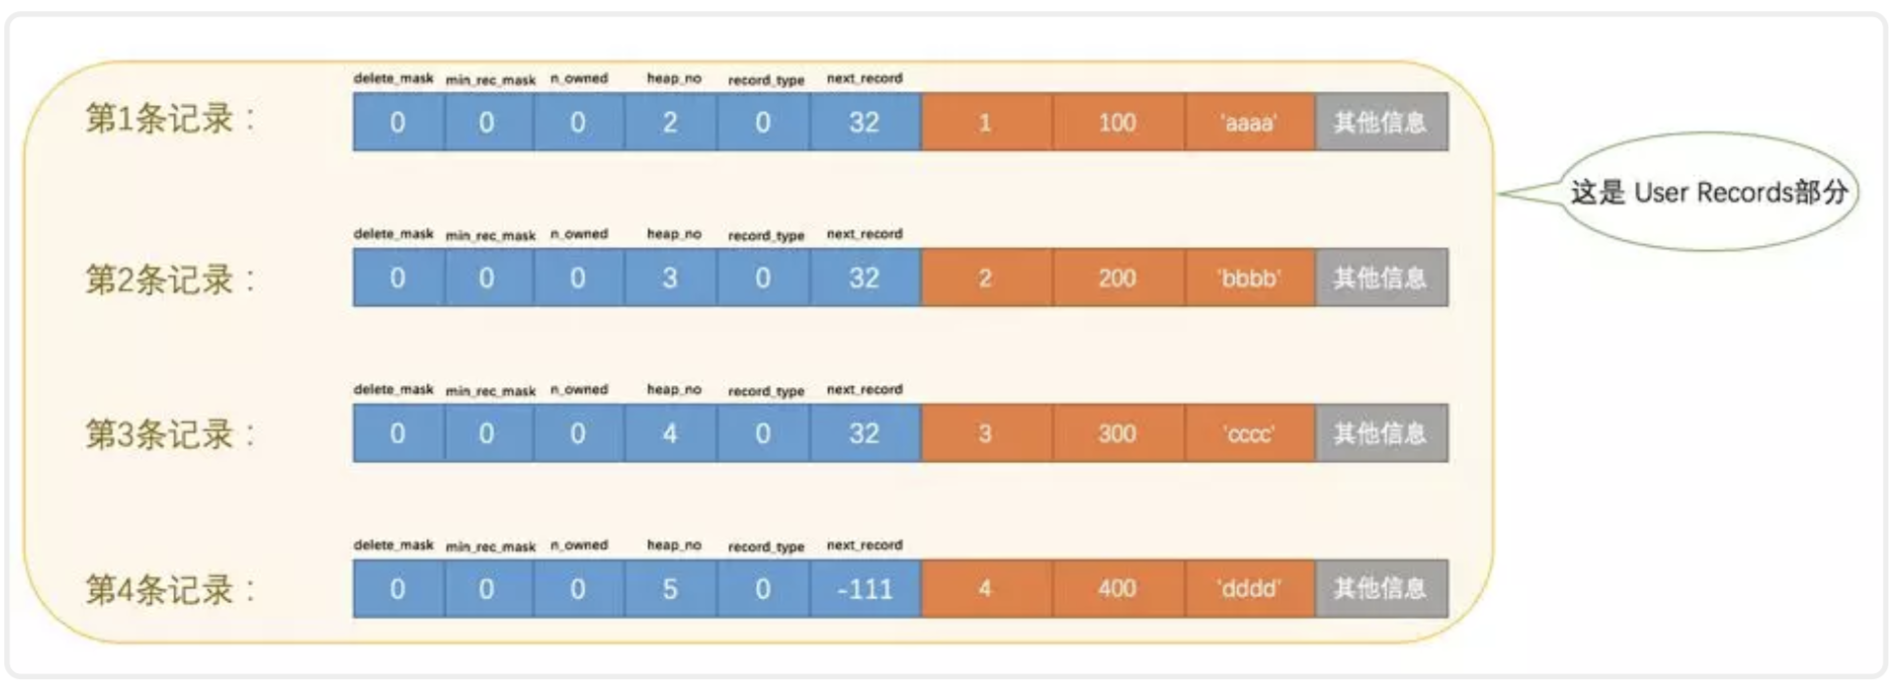 delete_mask min_rec_mask n_owned heap_no record_type next_record
第1条记录： 0 0 0 2 0 32 1 100 'aaaa' 其他信息
这是 User Records部分
delete_mask min_rec_mask n_owned heap_no record_type next_record
第2条记录： 0 0 0 3 0 32 2 200 'bbbb' 其他信息
delete_mask min_rec_mask n_owned heap_no record_type next_record
第3条记录： 0 0 0 4 0 32 3 300 'cccc' 其他信息
delete_mask min_rec_mask n_owned heap_no record_type next_record
第4条记录： 0 0 0 5 0 -111 4 400 'dddd' 其他信息